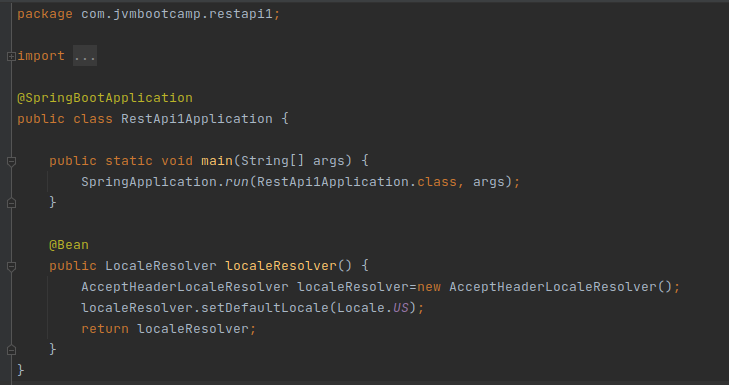 package com.jvmbootcamp.restapi1;
import ...
@SpringBootApplication
public class RestApi1Application {
public static void main(String[] args) {
SpringApplication.run(RestApi1Application.class, args);
}
@Bean
public LocaleResolver localeResolver() {
AcceptHeaderLocaleResolver localeResolver=new AcceptHeaderLocaleResolver();
localeResolver.setDefaultLocale(Locale.US);
return localeResolver;
}
}